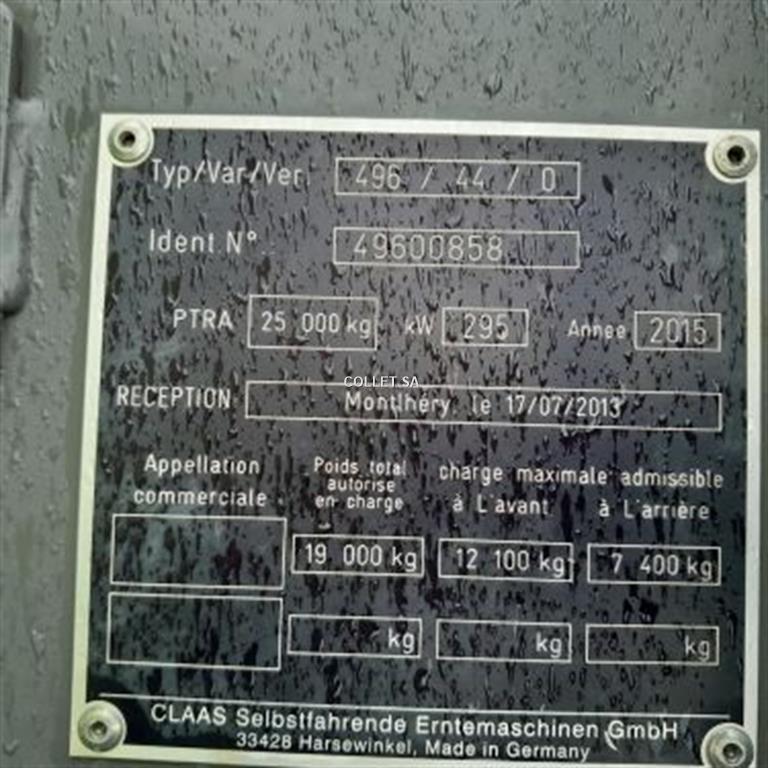 Typ/Var/Ver. 496 / 44 / 0
Ident.N° 49600858
PTRA 25 000 kg kW 295 Annee 2015
COLLET SA
RECEPTION Montlhéry, le 17/07/2013
Appellation commerciale
Poids total autorise en charge
charge maximale admissible
à L'avant à L'arrière
19 000 kg 12 100 kg 7 400 kg
kg kg kg
CLAAS Selbstfahrende Erntemaschinen GmbH
33428 Harsewinkel, Made in Germany